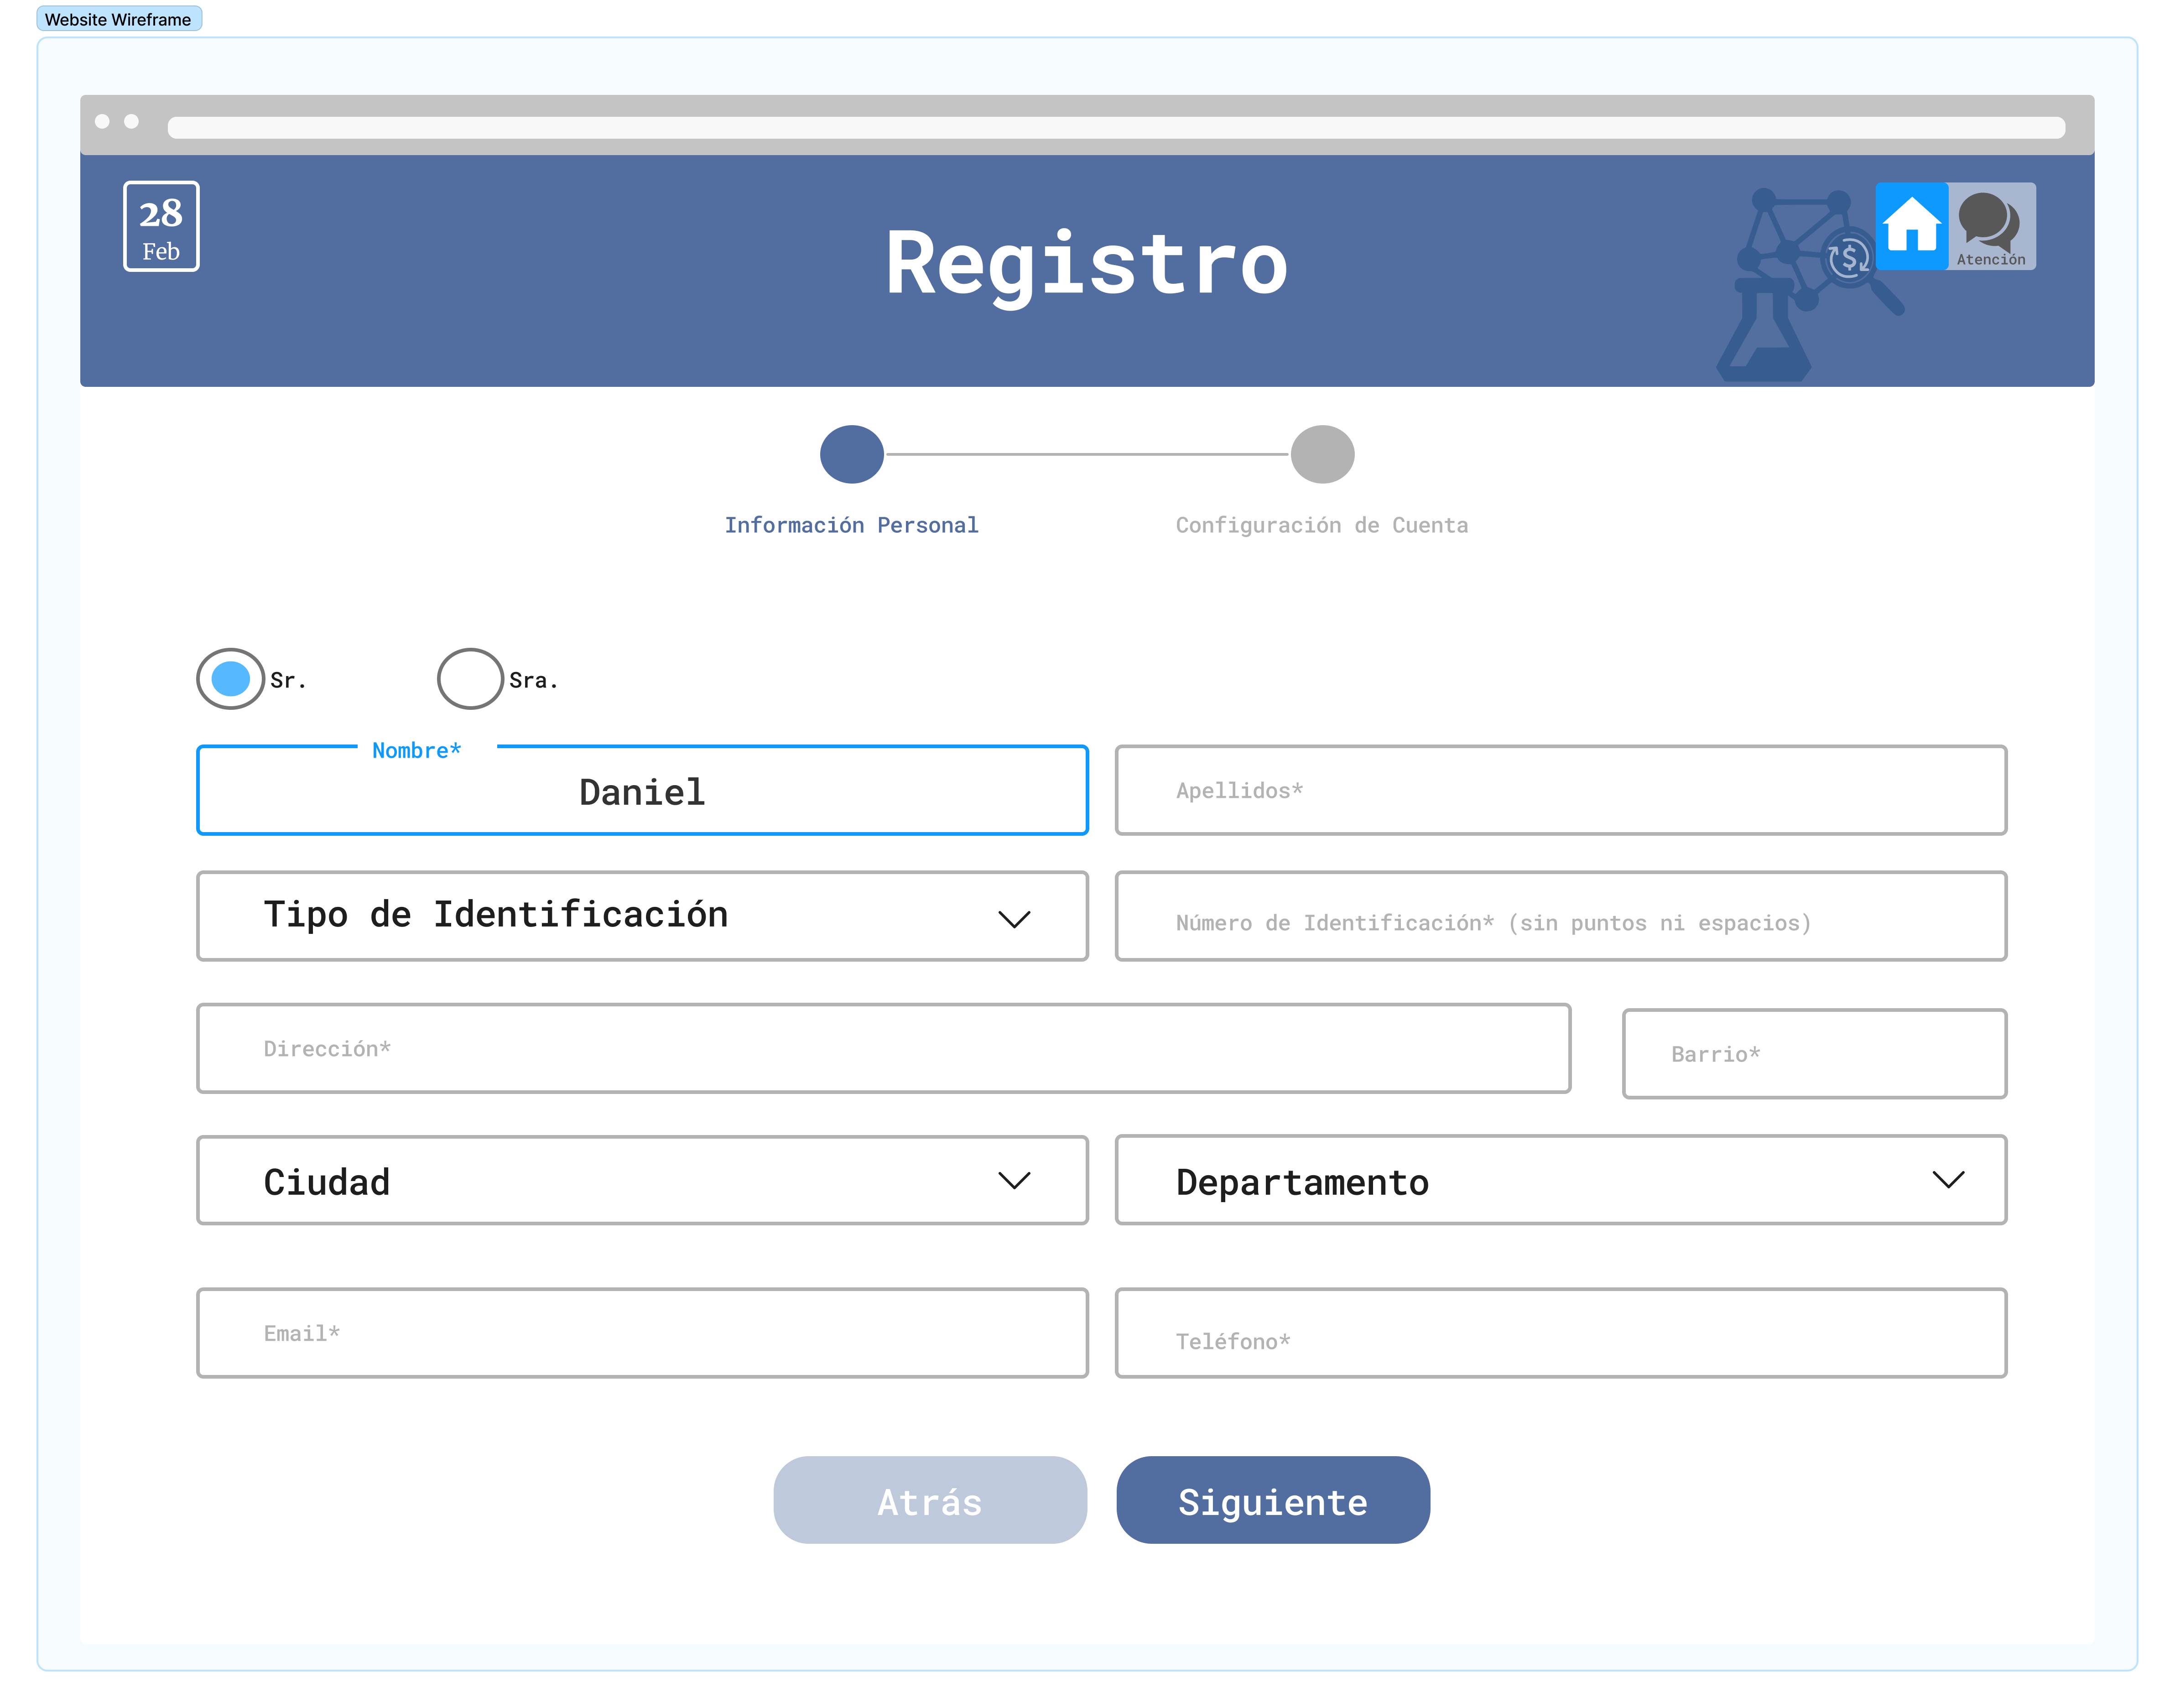 Website Wireframe
28
Feb
Registro
$
Atención
Información Personal
Configuración de Cuenta
Sr.
Sra.
Nombre*
Daniel
Apellidos*
Tipo de Identificación
Número de Identificación* (sin puntos ni espacios)
Dirección*
Barrio*
Ciudad
Departamento
Email*
Teléfono*
Atrás
Siguiente